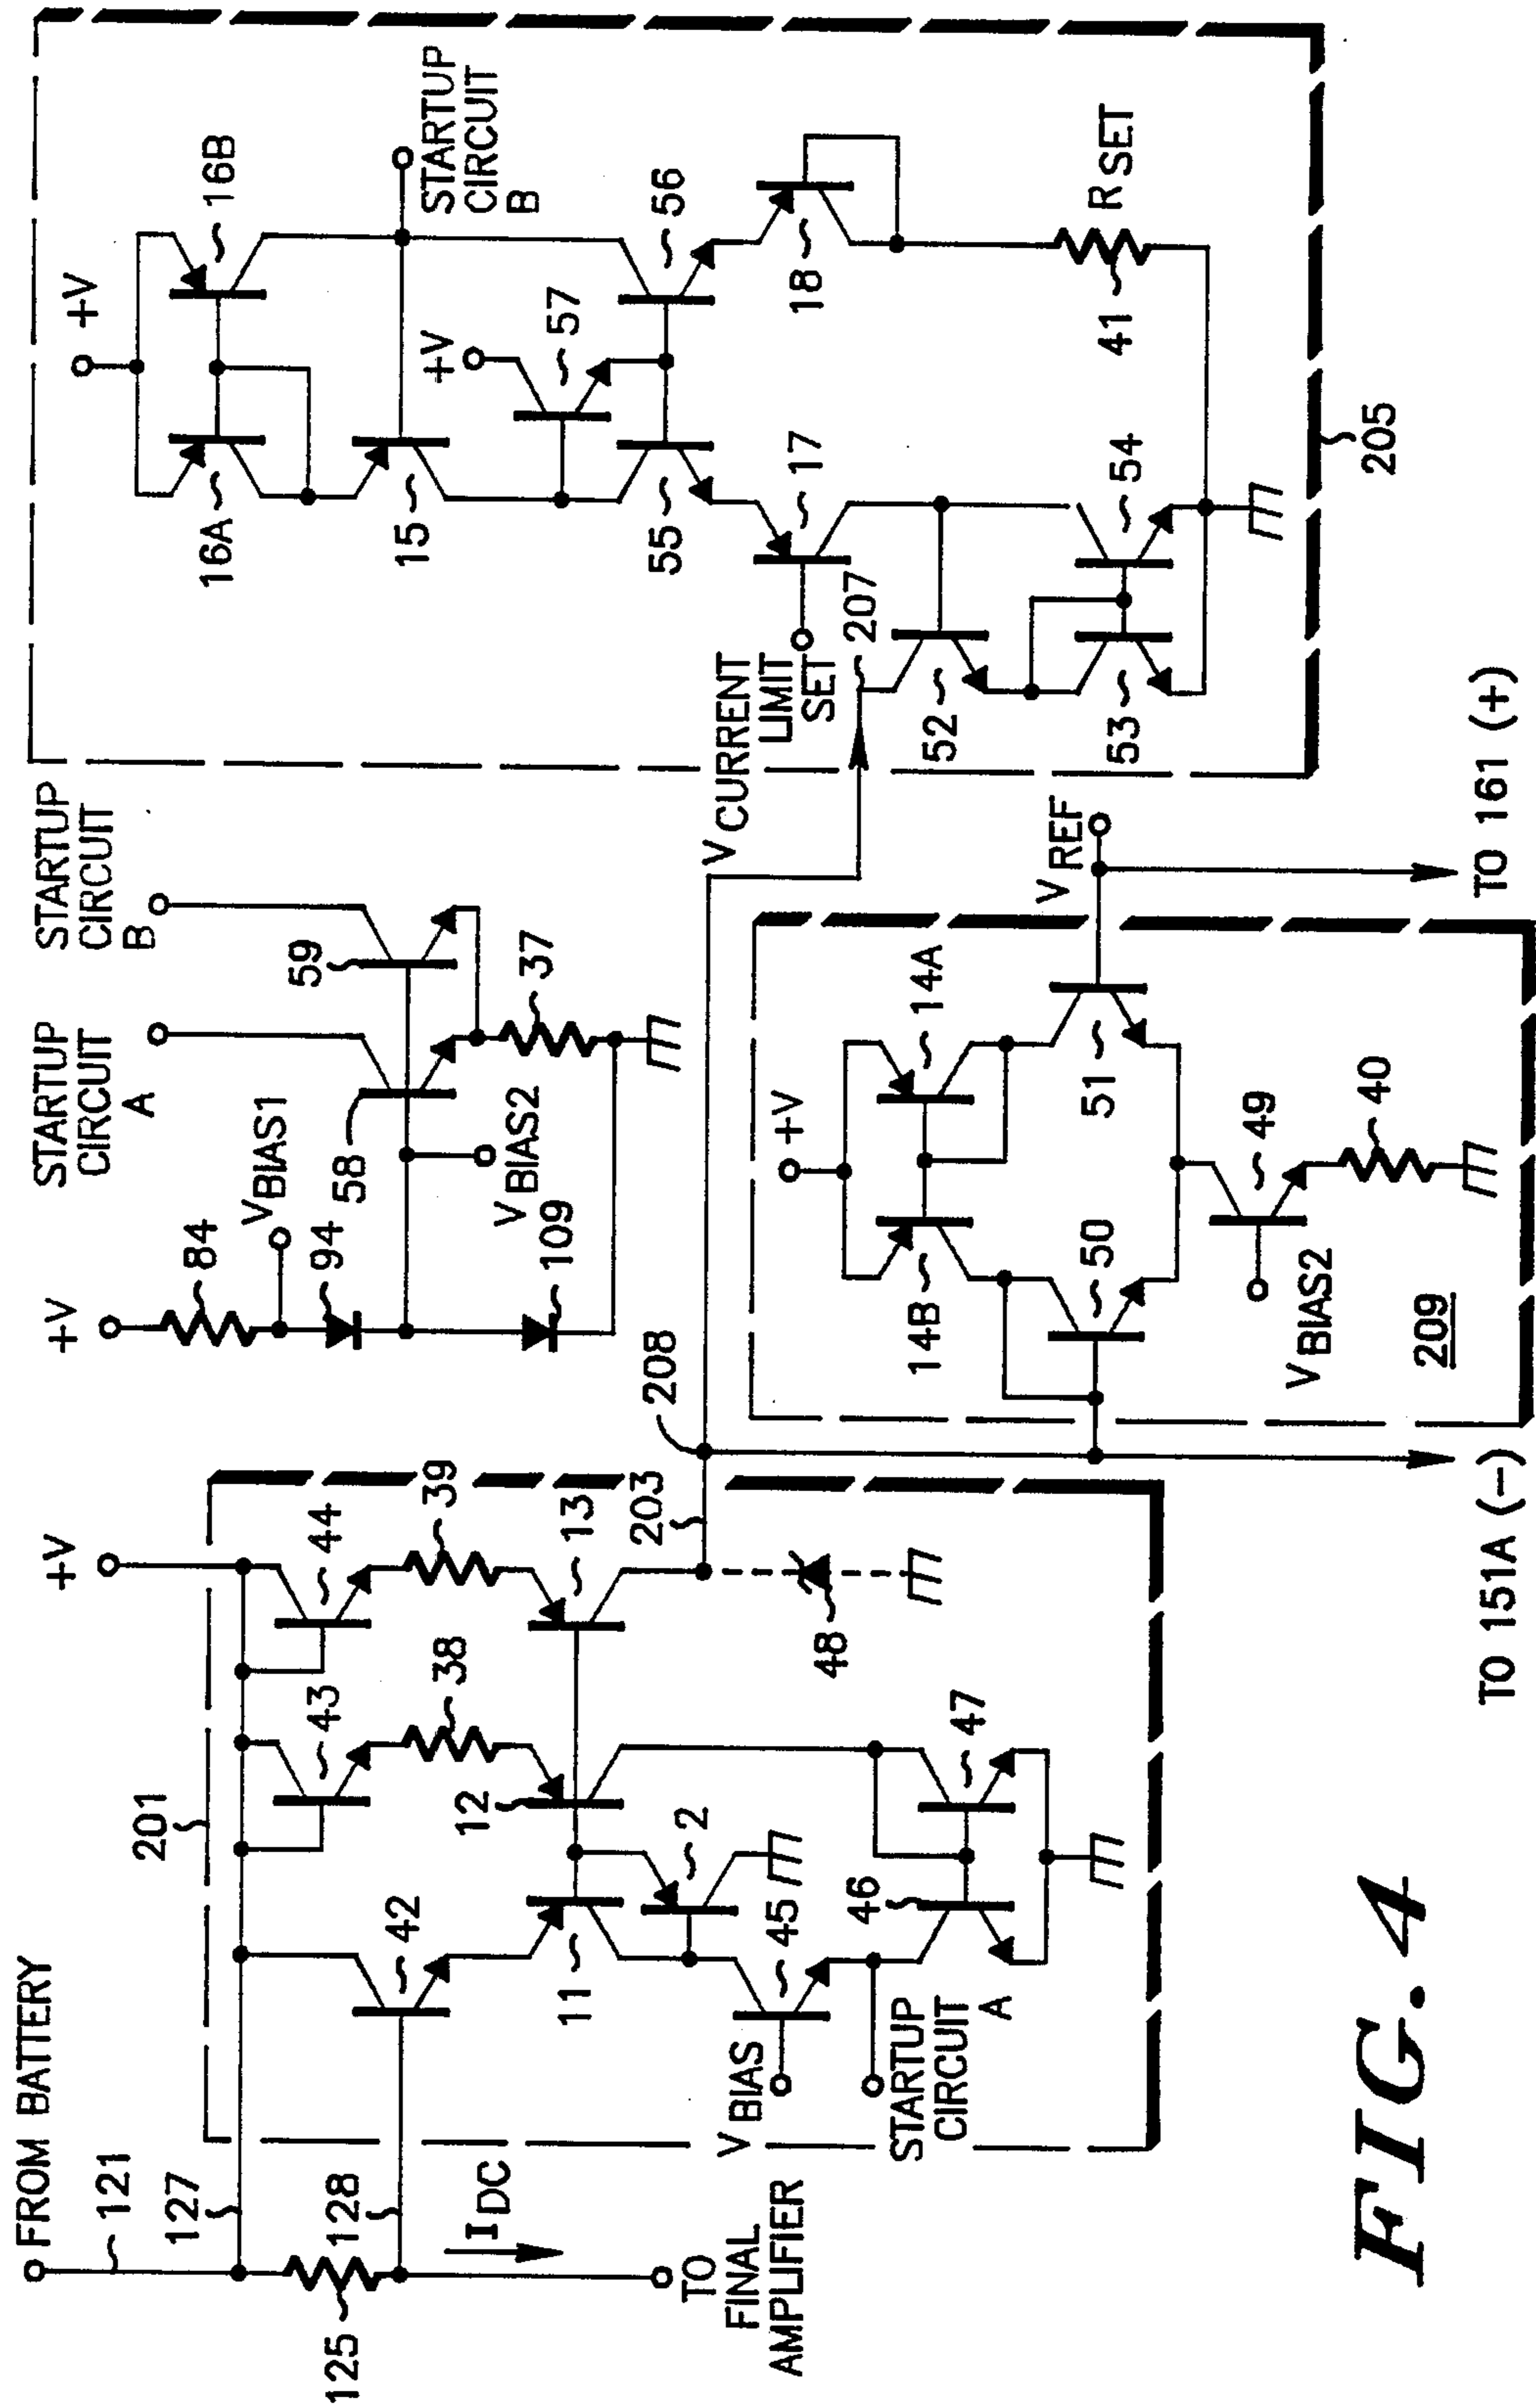 FROM BATTERY
121
127
125
128
I DC
TO
FINAL
AMPLIFIER
201
+V
42
43
44
38
39
11
12
13
2
45
V BIAS
STARTUP
CIRCUIT
A
46
47
48
203
208
TO 151A (-)
+V
84
V BIAS1
94
109
STARTUP
CIRCUIT
A
STARTUP
CIRCUIT
B
58
59
V BIAS2
37
+V
14B
14A
50
51
49
V BIAS2
40
209
V REF
TO 161 (+)
+V
16A
16B
15
STARTUP
CIRCUIT
B
+V
57
55
56
17
18
V CURRENT
LIMIT
SET
207
52
53
54
41
R SET
205
FIG. 4